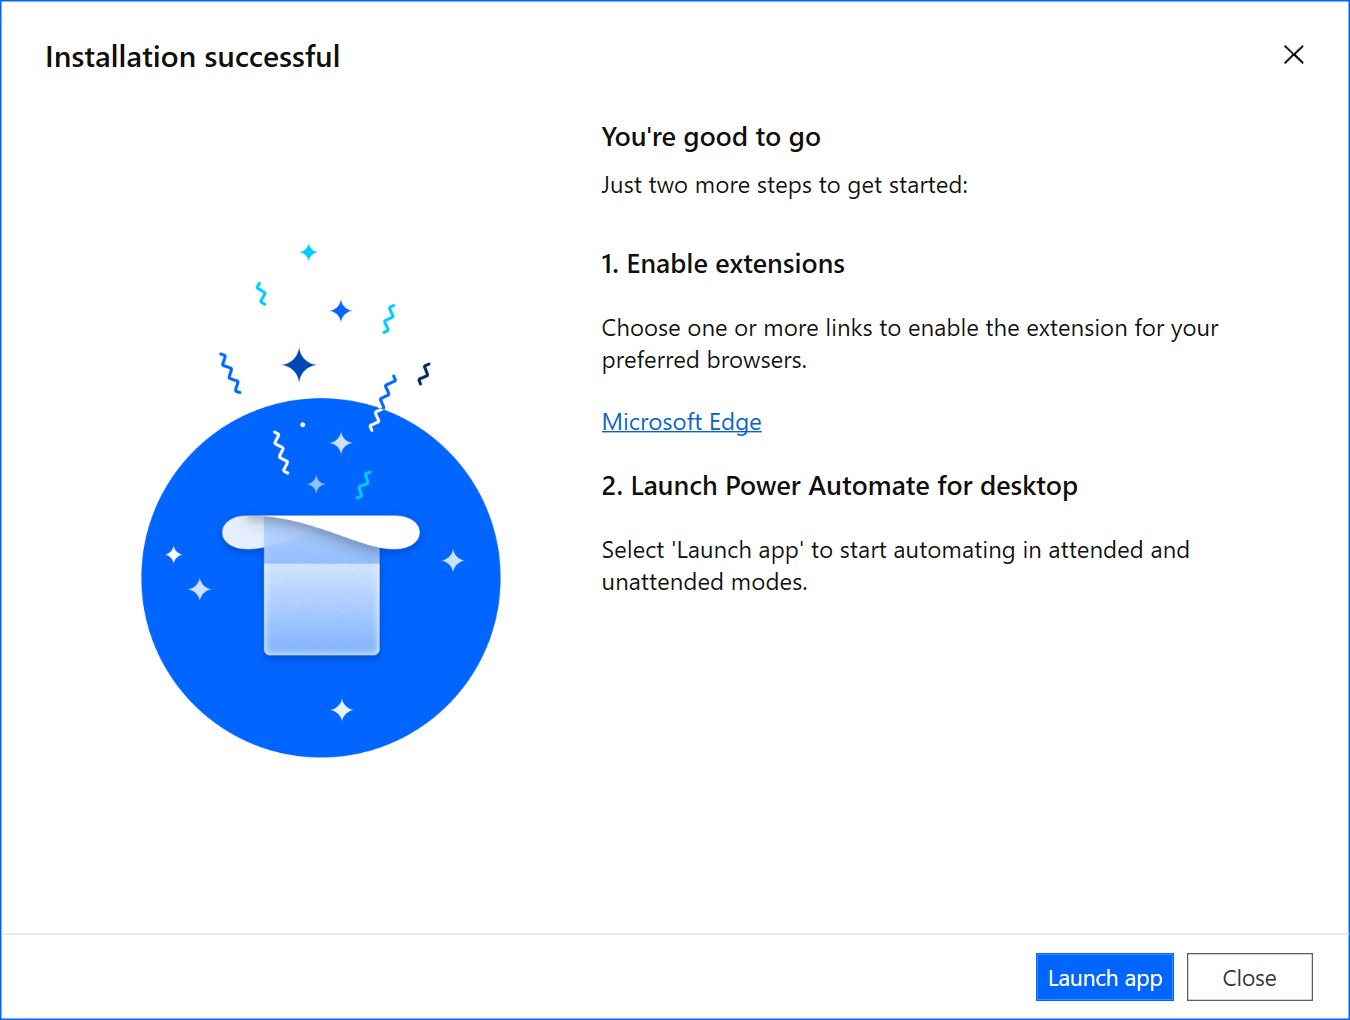 Installation successful
You're good to go
Just two more steps to get started:
1. Enable extensions
Choose one or more links to enable the extension for your
preferred browsers.
Microsoft Edge
2. Launch Power Automate for desktop
Select 'Launch app' to start automating in attended and
unattended modes.
Launch app
Close